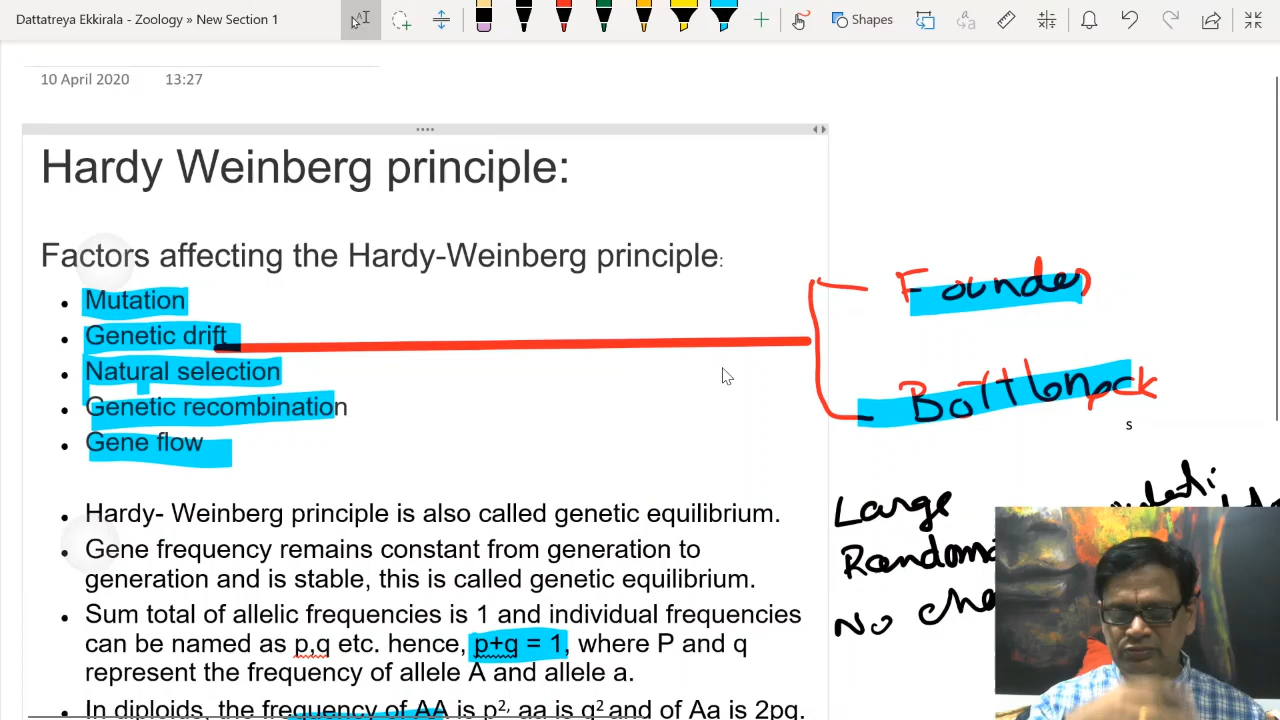 Dattatreya Ekkirala - Zoology » New Section 1
Shapes
10 April 2020 13:27
Hardy Weinberg principle:
Factors affecting the Hardy-Weinberg principle:
• Mutation
• Genetic drift
• Natural selection
• Genetic recombination
• Gene flow
Founder
Bottleneck
s
Large
Random
No cha
• Hardy- Weinberg principle is also called genetic equilibrium.
• Gene frequency remains constant from generation to
generation and is stable, this is called genetic equilibrium.
• Sum total of allelic frequencies is 1 and individual frequencies
can be named as p,q etc. hence, p+q = 1, where P and q
represent the frequency of allele A and allele a.
• In diploids, the frequency of AA is p², aa is q² and of Aa is 2pq.